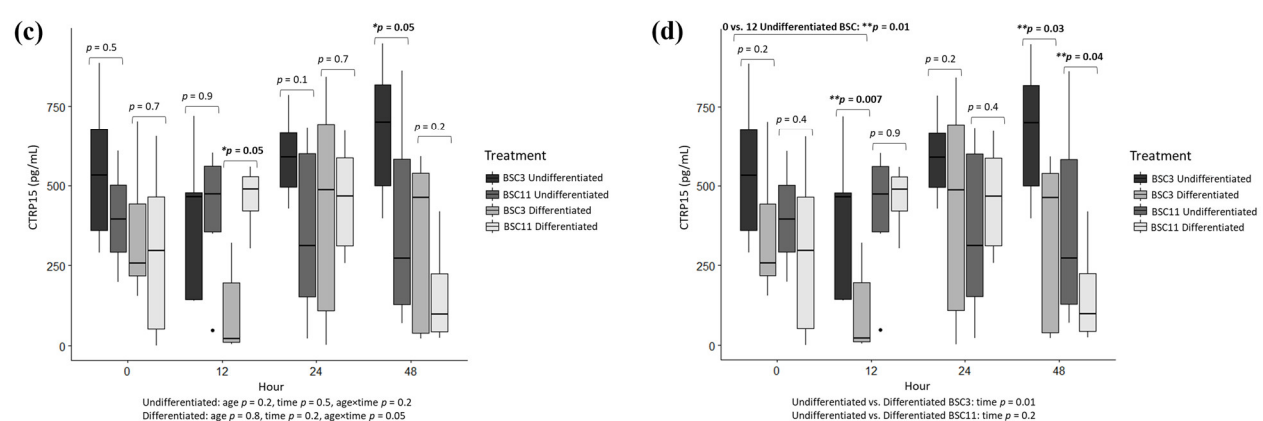 (c)
*p = 0.05
p = 0.5
p = 0.7
p = 0.1
p = 0.9
p = 0.7
p = 0.2
*p = 0.05
CTRP15 (pg/mL)
750
500
250
0
0
12
24
48
Hour
Treatment
BSC3 Undifferentiated
BSC11 Undifferentiated
BSC3 Differentiated
BSC11 Differentiated
Undifferentiated: age p = 0.2, time p = 0.5, age×time p = 0.2
Differentiated: age p = 0.8, time p = 0.2, age×time p = 0.05
(d)
0 vs. 12 Undifferentiated BSC: **p = 0.01
**p = 0.03
p = 0.2
p = 0.2
**p = 0.04
**p = 0.007
p = 0.4
p = 0.4
p = 0.9
CTRP15 (pg/mL)
750
500
250
0
0
12
24
48
Hour
Treatment
BSC3 Undifferentiated
BSC3 Differentiated
BSC11 Undifferentiated
BSC11 Differentiated
Undifferentiated vs. Differentiated BSC3: time p = 0.01
Undifferentiated vs. Differentiated BSC11: time p = 0.2